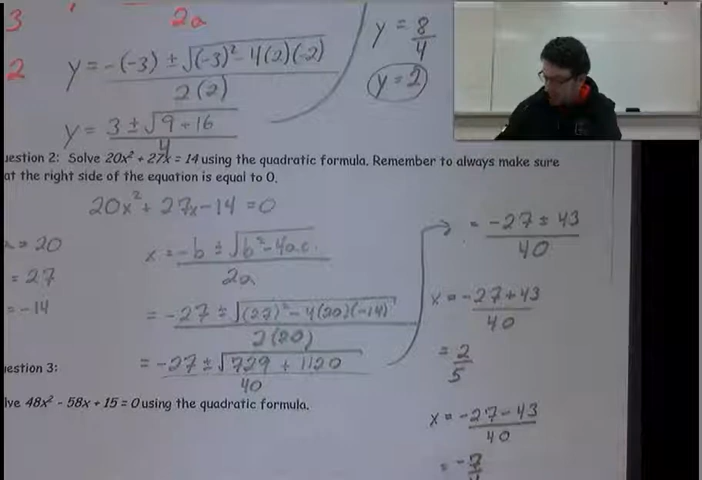 3
2a
2
y = -(-3) ± √(-3)² - 4(2)(-2)
2(2)
y = 3 ± √9 + 16
4
y = 8
4
y = 2
uestion 2: Solve 20x² + 27x = 14 using the quadratic formula. Remember to always make sure
at the right side of the equation is equal to 0.
20x² + 27x - 14 = 0
= 20
= 27
= -14
x = -b ± √b² - 4ac
2a
= -27 ± √(27)² - 4(20)(-14)
2(20)
= -27 ± √729 + 1120
40
= -27 ± 43
40
x = -27 + 43
40
= 2
5
x = -27 - 43
40
= -7
uestion 3:
lve 48x² - 58x + 15 = 0 using the quadratic formula.